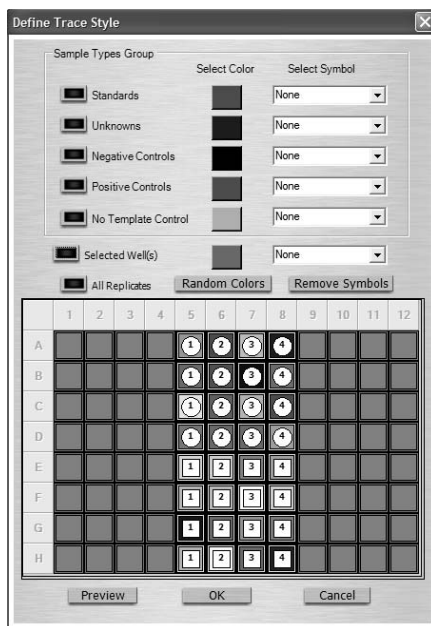 Define Trace Style
Sample Types Group
Select Color Select Symbol
Standards None
Unknowns None
Negative Controls None
Positive Controls None
No Template Control None
Selected Well(s) None
All Replicates Random Colors Remove Symbols
1 2 3 4 5 6 7 8 9 10 11 12
A 1 2 3 4
B 1 2 3 4
C 1 2 3 4
D 1 2 3 4
E 1 2 3 4
F 1 2 3 4
G 1 2 3 4
H 1 2 3 4
Preview OK Cancel